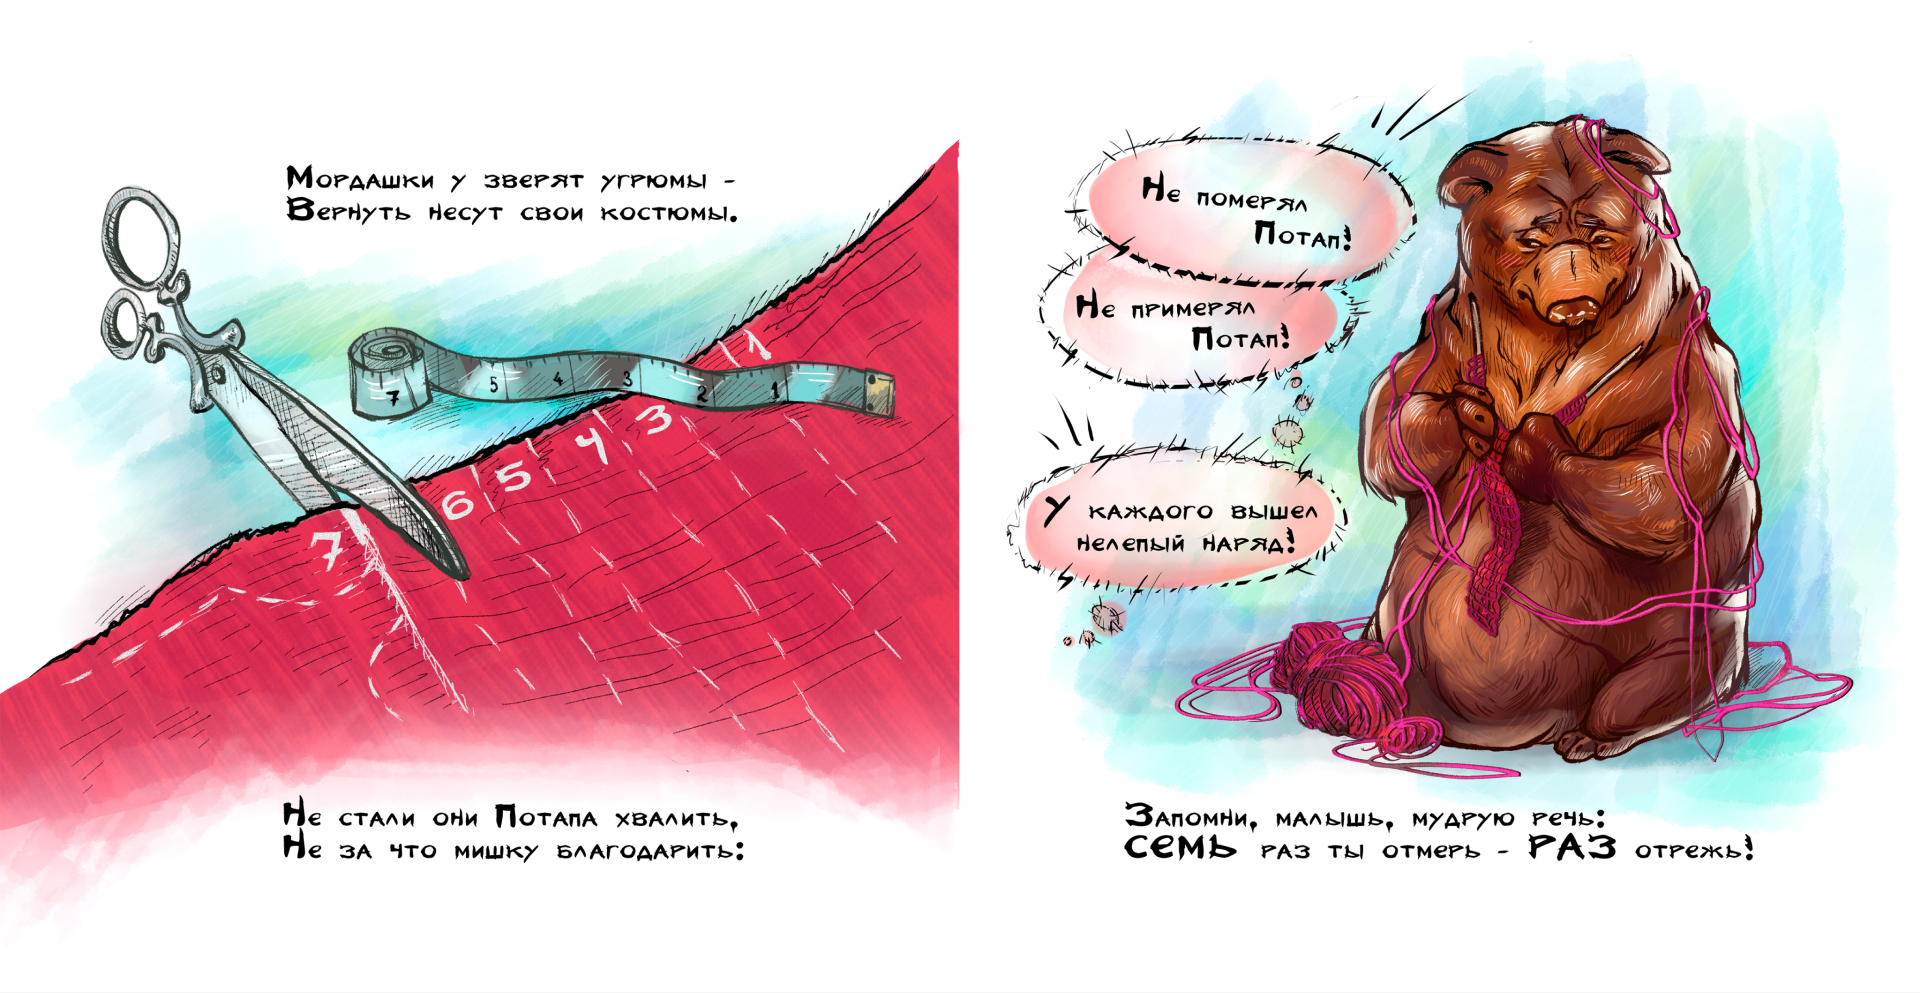 Мордашки у зверят угрюмы -
Вернуть несут свои костюмы.
7
5
4
3
2
1
1
3
4
5
6
7
Не стали они Потапа хвалить,
Не за что мишку благодарить:
Не померял
Потап!
Не примерял
Потап!
У каждого вышел
нелепый наряд!
Запомни, малышь, мудрую речь:
СЕМЬ раз ты отмерь - РАЗ отрежь!